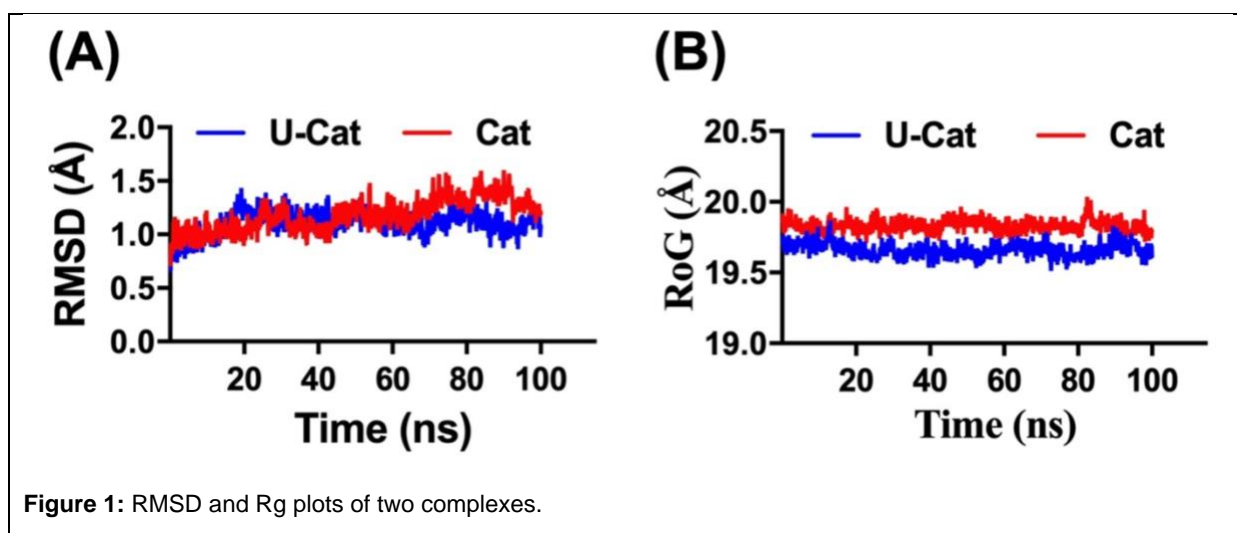 (A)
U-Cat Cat
2.0
1.5
1.0
0.5
0.0
RMSD (Å)
20 40 60 80 100
Time (ns)
(B)
U-Cat Cat
20.5
20.0
19.5
19.0
RoG (Å)
20 40 60 80 100
Time (ns)
Figure 1: RMSD and Rg plots of two complexes.